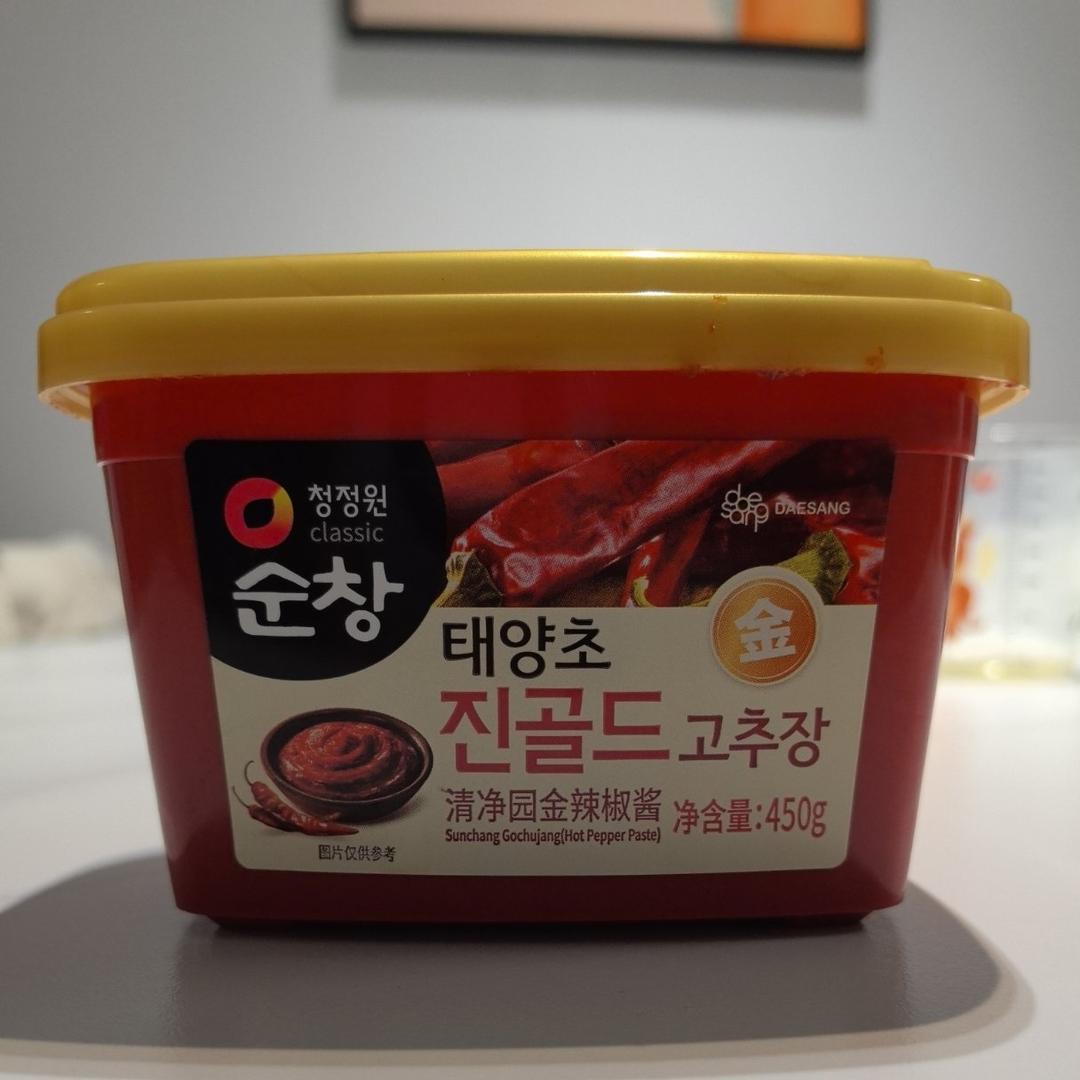 청정원
classic
순창
dae
sang
DAESANG
金
태양초
진골드 고추장
清净园金辣椒酱
净含量:450g
Sunchang Gochujang(Hot Pepper Paste)
图片仅供参考